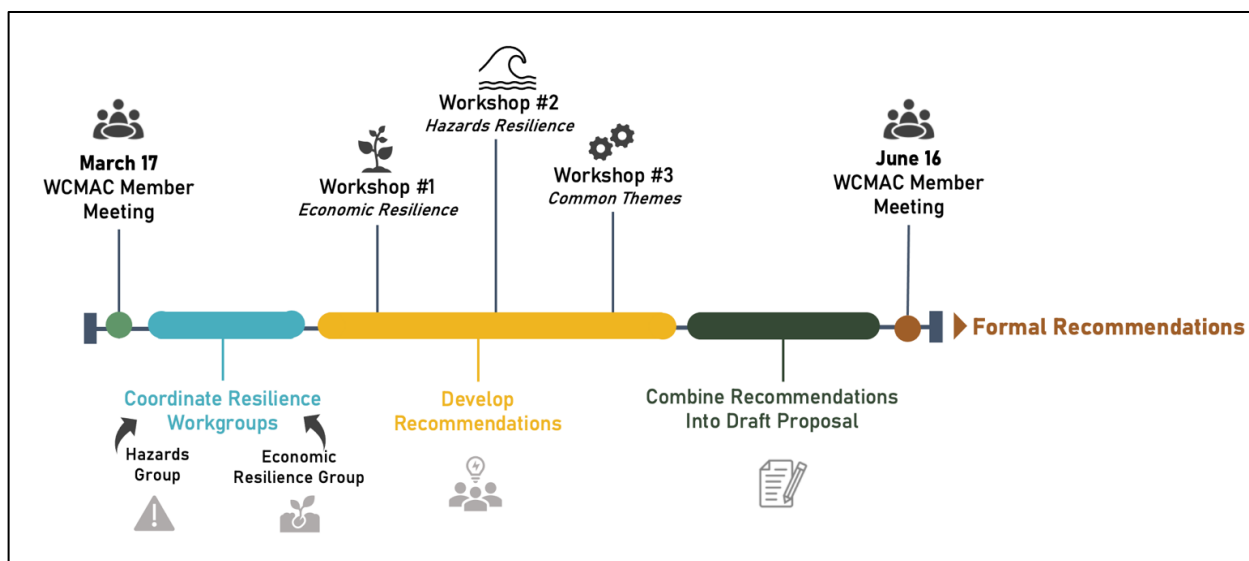 March 17
WCMAC Member
Meeting
Workshop #1
Economic Resilience
Workshop #2
Hazards Resilience
Workshop #3
Common Themes
June 16
WCMAC Member
Meeting
Formal Recommendations
Coordinate Resilience
Workgroups
Hazards
Group
Economic
Resilience Group
Develop
Recommendations
Combine Recommendations
Into Draft Proposal